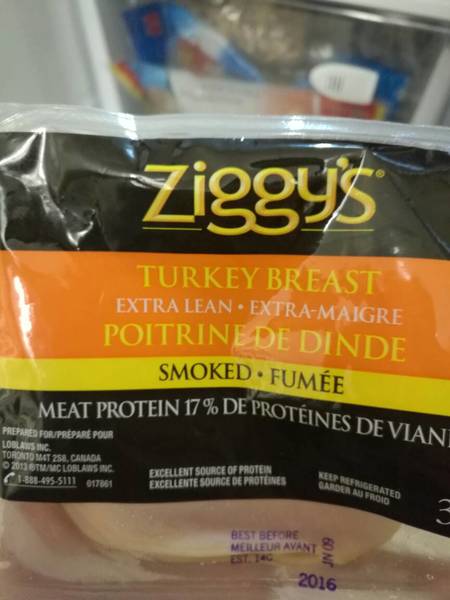 Ziggy's®
TURKEY BREAST
EXTRA LEAN • EXTRA-MAIGRE
POITRINE DE DINDE
SMOKED • FUMÉE
MEAT PROTEIN 17 % DE PROTÉINES DE VIAN
PREPARED FOR/PRÉPARÉ POUR
LOBLAWS INC.
TORONTO M4T 2S8, CANADA
© 2013 ®TM/MC LOBLAWS INC.
1-888-495-5111 017861
EXCELLENT SOURCE OF PROTEIN
EXCELLENTE SOURCE DE PROTÉINES
KEEP REFRIGERATED
GARDER AU FROID
3
BEST BEFORE
MEILLEUR AVANT
EST. 14C
JN 09
2016